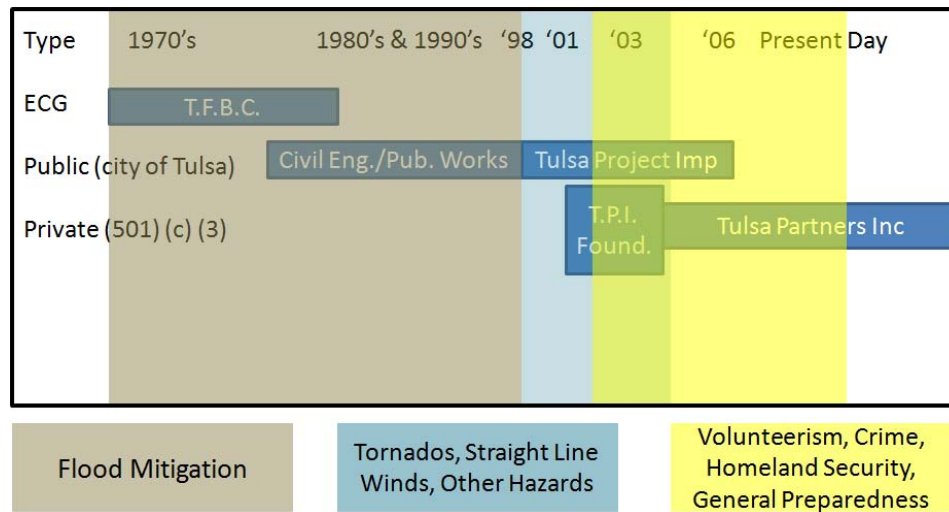 Type 1970's 1980's & 1990's '98 '01 '03 '06 Present Day
ECG T.F.B.C.
Public (city of Tulsa) Civil Eng./Pub. Works Tulsa Project Imp
Private (501) (c) (3) T.P.I. Tulsa Partners Inc
Found.
Flood Mitigation
Tornados, Straight Line
Winds, Other Hazards
Volunteerism, Crime,
Homeland Security,
General Preparedness